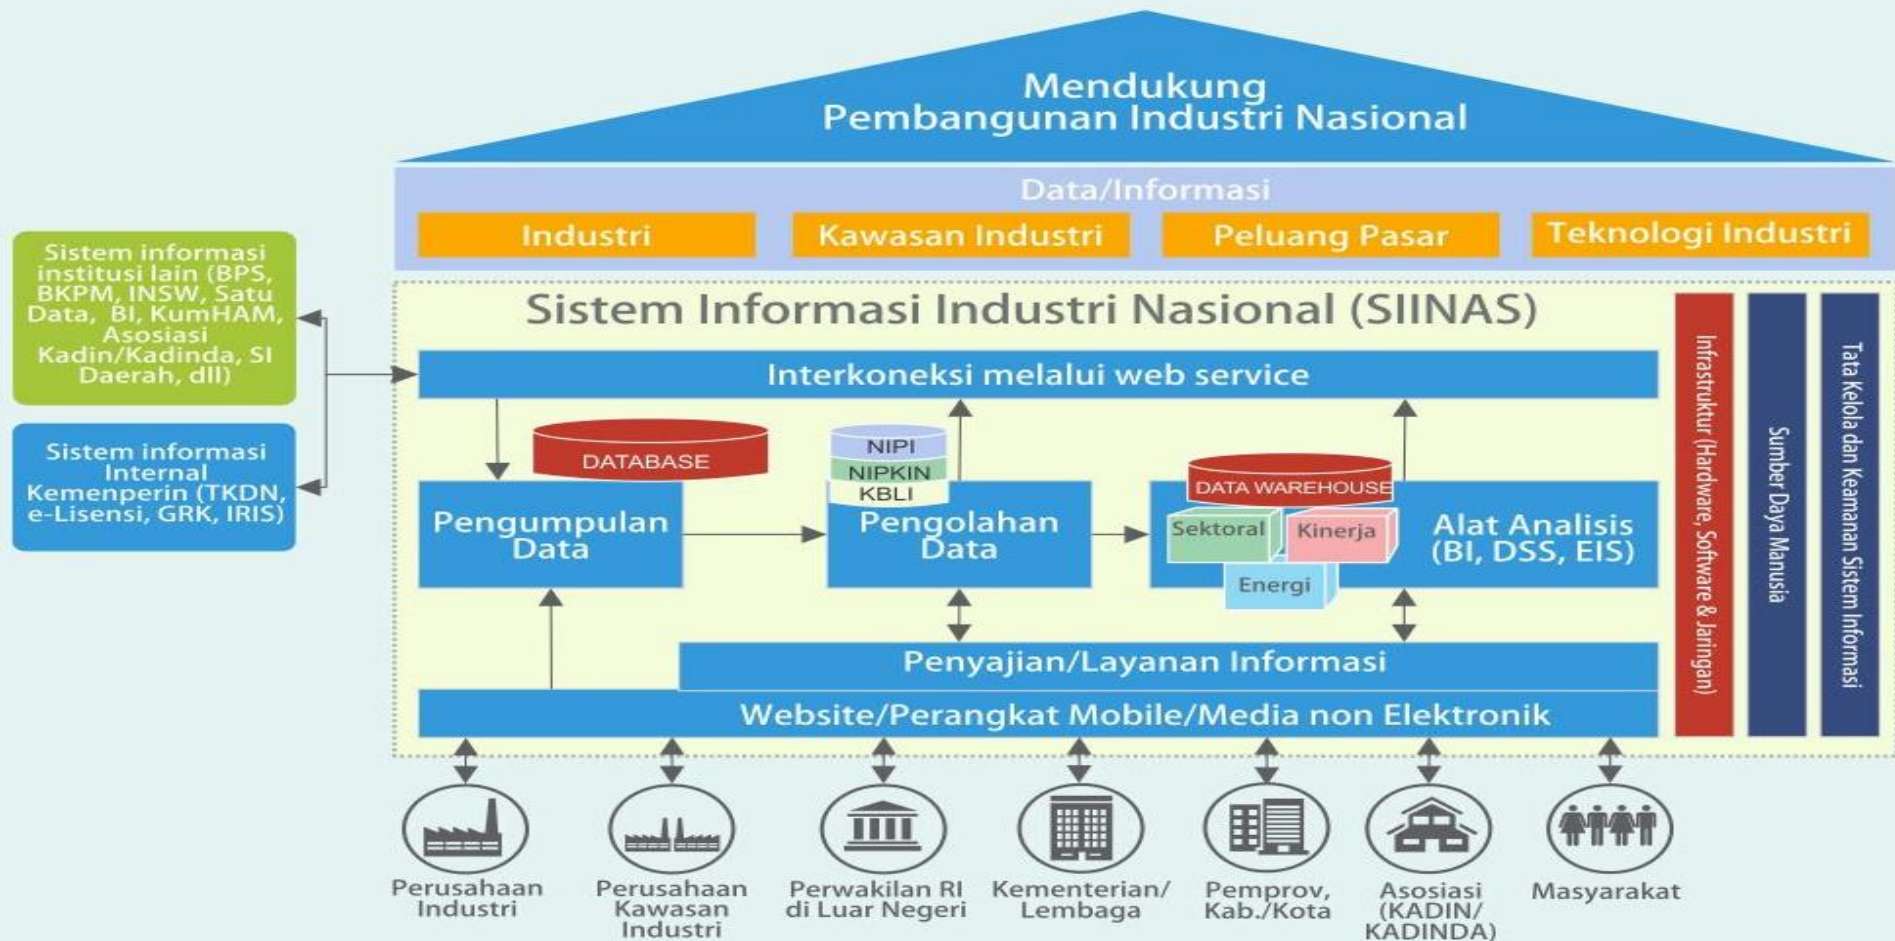 Mendukung
Pembangunan Industri Nasional
Data/Informasi
Industri
Kawasan Industri
Peluang Pasar
Teknologi Industri
Sistem informasi
institusi lain (BPS,
BKPM, INSW, Satu
Data, BI, KumHAM,
Asosiasi
Kadin/Kadinda, SI
Daerah, dll)
Sistem informasi
Internal
Kemenperin (TKDN,
e-Lisensi, GRK, IRIS)
Sistem Informasi Industri Nasional (SIINAS)
Interkoneksi melalui web service
DATABASE
Pengumpulan
Data
NIPI
NIPKIN
KBLI
Pengolahan
Data
DATA WAREHOUSE
Sektoral
Kinerja
Energi
Alat Analisis
(BI, DSS, EIS)
Penyajian/Layanan Informasi
Website/Perangkat Mobile/Media non Elektronik
Infrastruktur (Hardware, Software & Jaringan)
Sumber Daya Manusia
Tata Kelola dan Keamanan Sistem Informasi
Perusahaan
Industri
Perusahaan
Kawasan
Industri
Perwakilan RI
di Luar Negeri
Kementerian/
Lembaga
Pemprov,
Kab./Kota
Asosiasi
(KADIN/
KADINDA)
Masyarakat